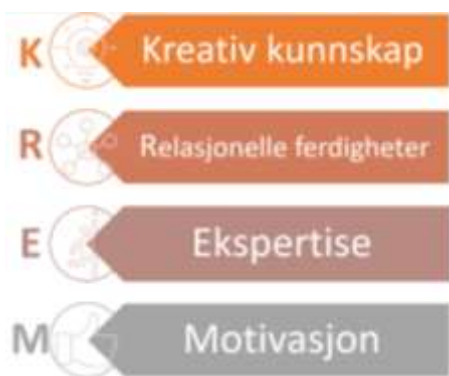 K Kreativ kunnskap
R Relasjonelle ferdigheter
E Ekspertise
M Motivasjon